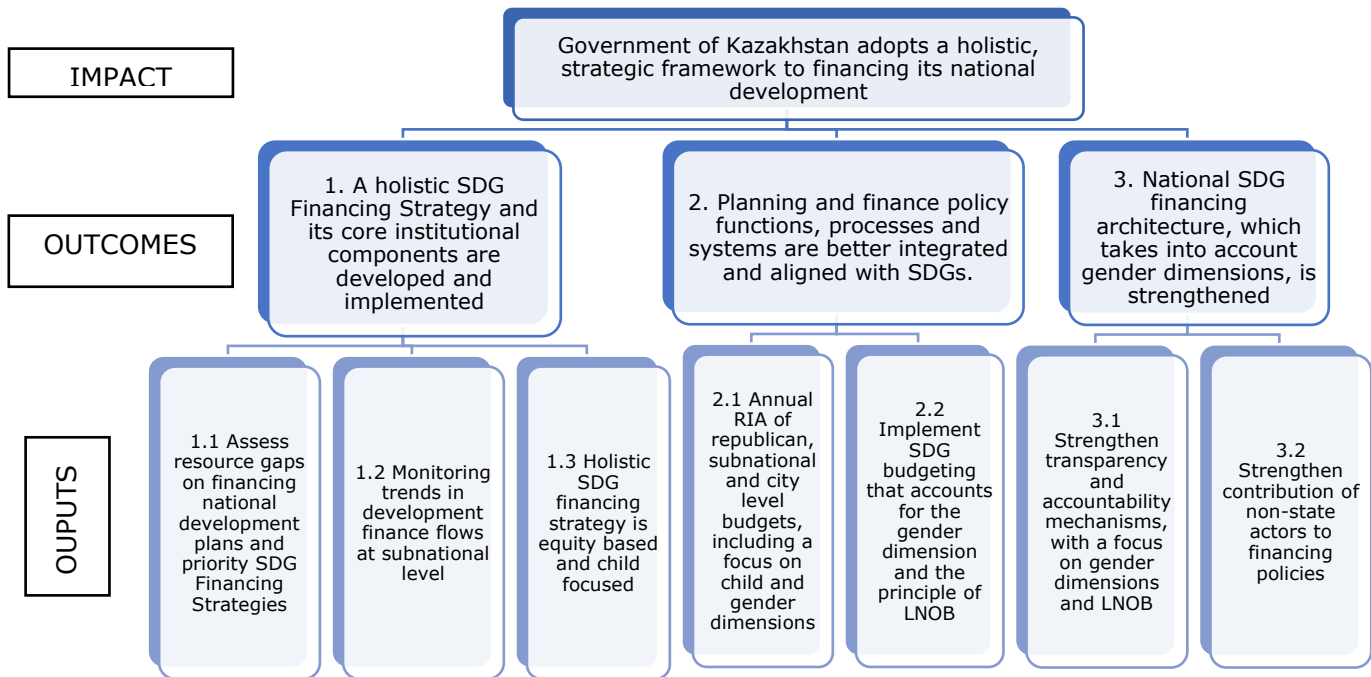 IMPACT
Government of Kazakhstan adopts a holistic,
strategic framework to financing its national
development
OUTCOMES
1. A holistic SDG
Financing Strategy and
its core institutional
components are
developed and
implemented
2. Planning and finance policy
functions, processes and
systems are better integrated
and aligned with SDGs.
3. National SDG
financing
architecture, which
takes into account
gender dimensions, is
strengthened
OUPUTS
1.1 Assess
resource gaps
on financing
national
development
plans and
priority SDG
Financing
Strategies
1.2 Monitoring
trends in
development
finance flows
at subnational
level
1.3 Holistic
SDG
financing
strategy is
equity based
and child
focused
2.1 Annual
RIA of
republican,
subnational
and city
level
budgets,
including a
focus on
child and
gender
dimensions
2.2
Implement
SDG
budgeting
that accounts
for the
gender
dimension
and the
principle of
LNOB
3.1
Strengthen
transparency
and
accountability
mechanisms,
with a focus
on gender
dimensions
and LNOB
3.2
Strengthen
contribution of
non-state
actors to
financing
policies